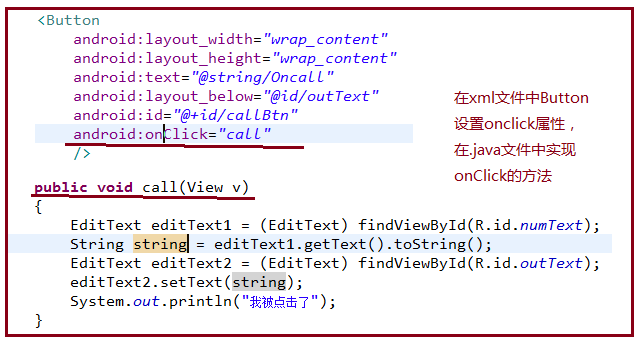 <Button
android:layout_width="wrap_content"
android:layout_height="wrap_content"
android:text="@string/Oncall"
android:layout_below="@id/outText"
android:id="@+id/callBtn"
android:onClick="call"
/>
在xml文件中Button
设置onclick属性，
在.java文件中实现
onClick的方法
public void call(View v)
{
EditText editText1 = (EditText) findViewById(R.id.numText);
String string = editText1.getText().toString();
EditText editText2 = (EditText) findViewById(R.id.outText);
editText2.setText(string);
System.out.println("我被点击了");
}